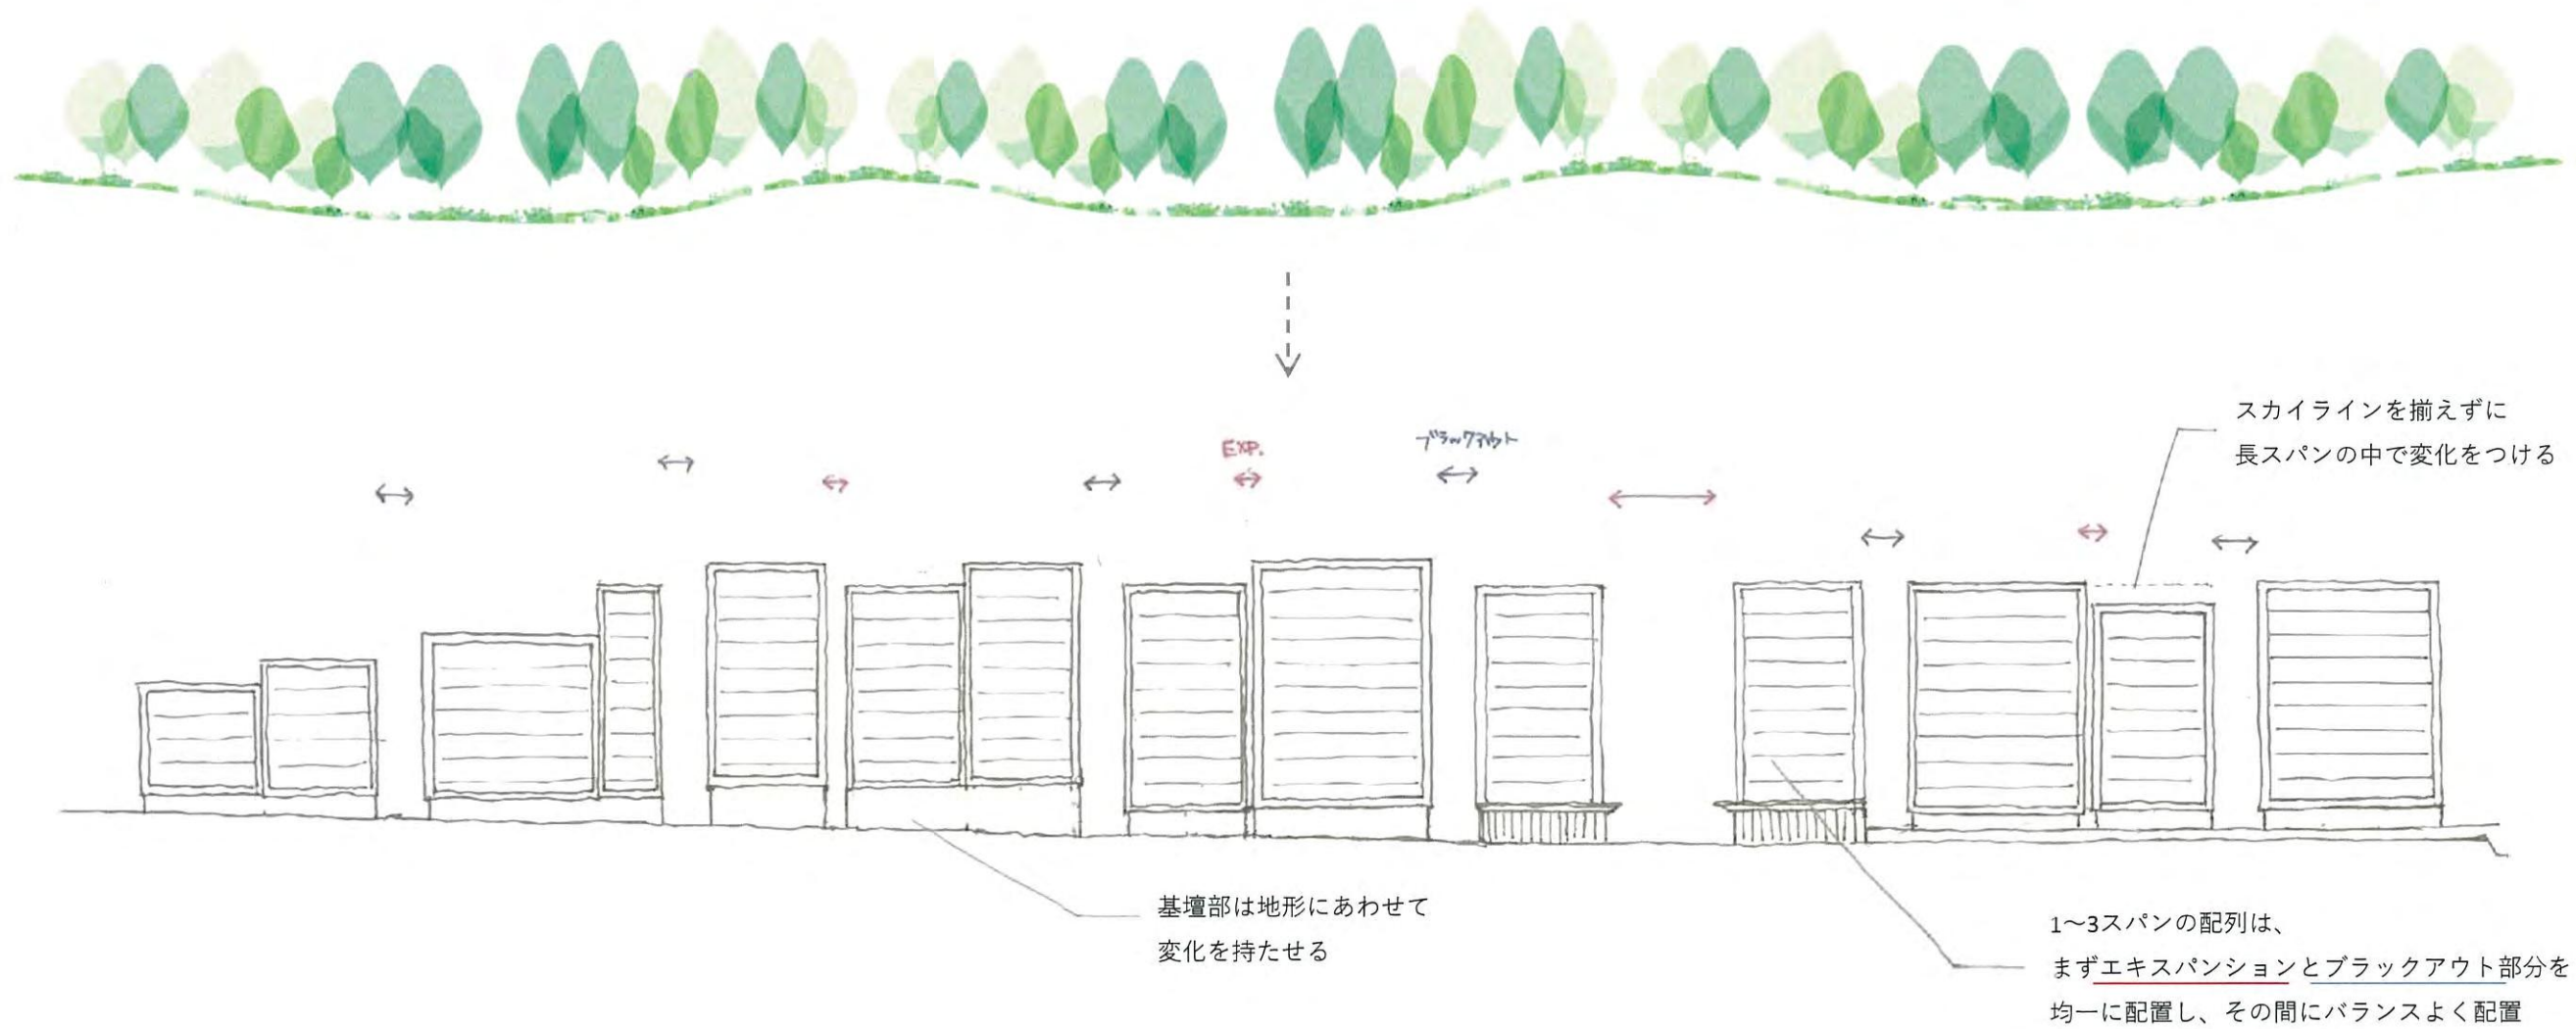 EXP.
ブラックアウト
スカイラインを揃えずに
長スパンの中で変化をつける
基壇部は地形にあわせて
変化を持たせる
1～3スパンの配列は、
まずエキスパンションとブラックアウト部分を
均一に配置し、その間にバランスよく配置